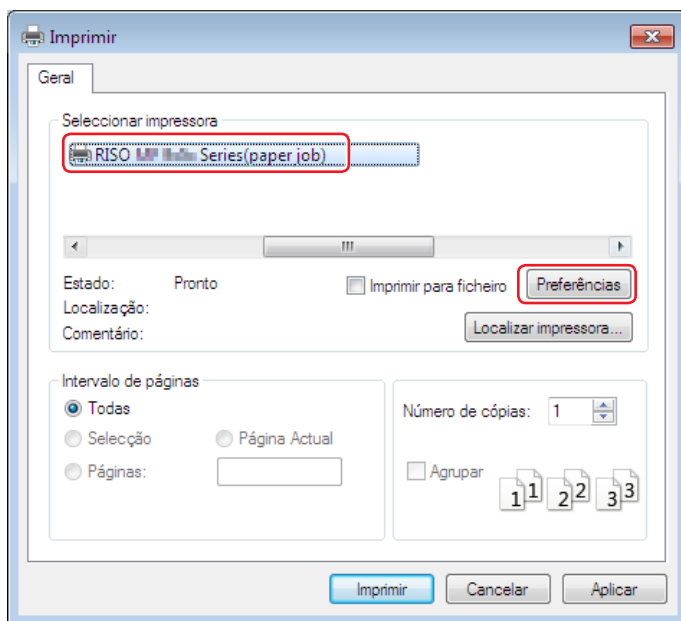 Imprimir
Geral
Seleccionar impressora
RISO Series(paper job)
Estado: Pronto
Imprimir para ficheiro
Preferências
Localização:
Comentário:
Localizar impressora...
Intervalo de páginas
Todas
Selecção
Página Actual
Páginas:
Número de cópias: 1
Agrupar
1 1 2 2 3 3
Imprimir
Cancelar
Aplicar